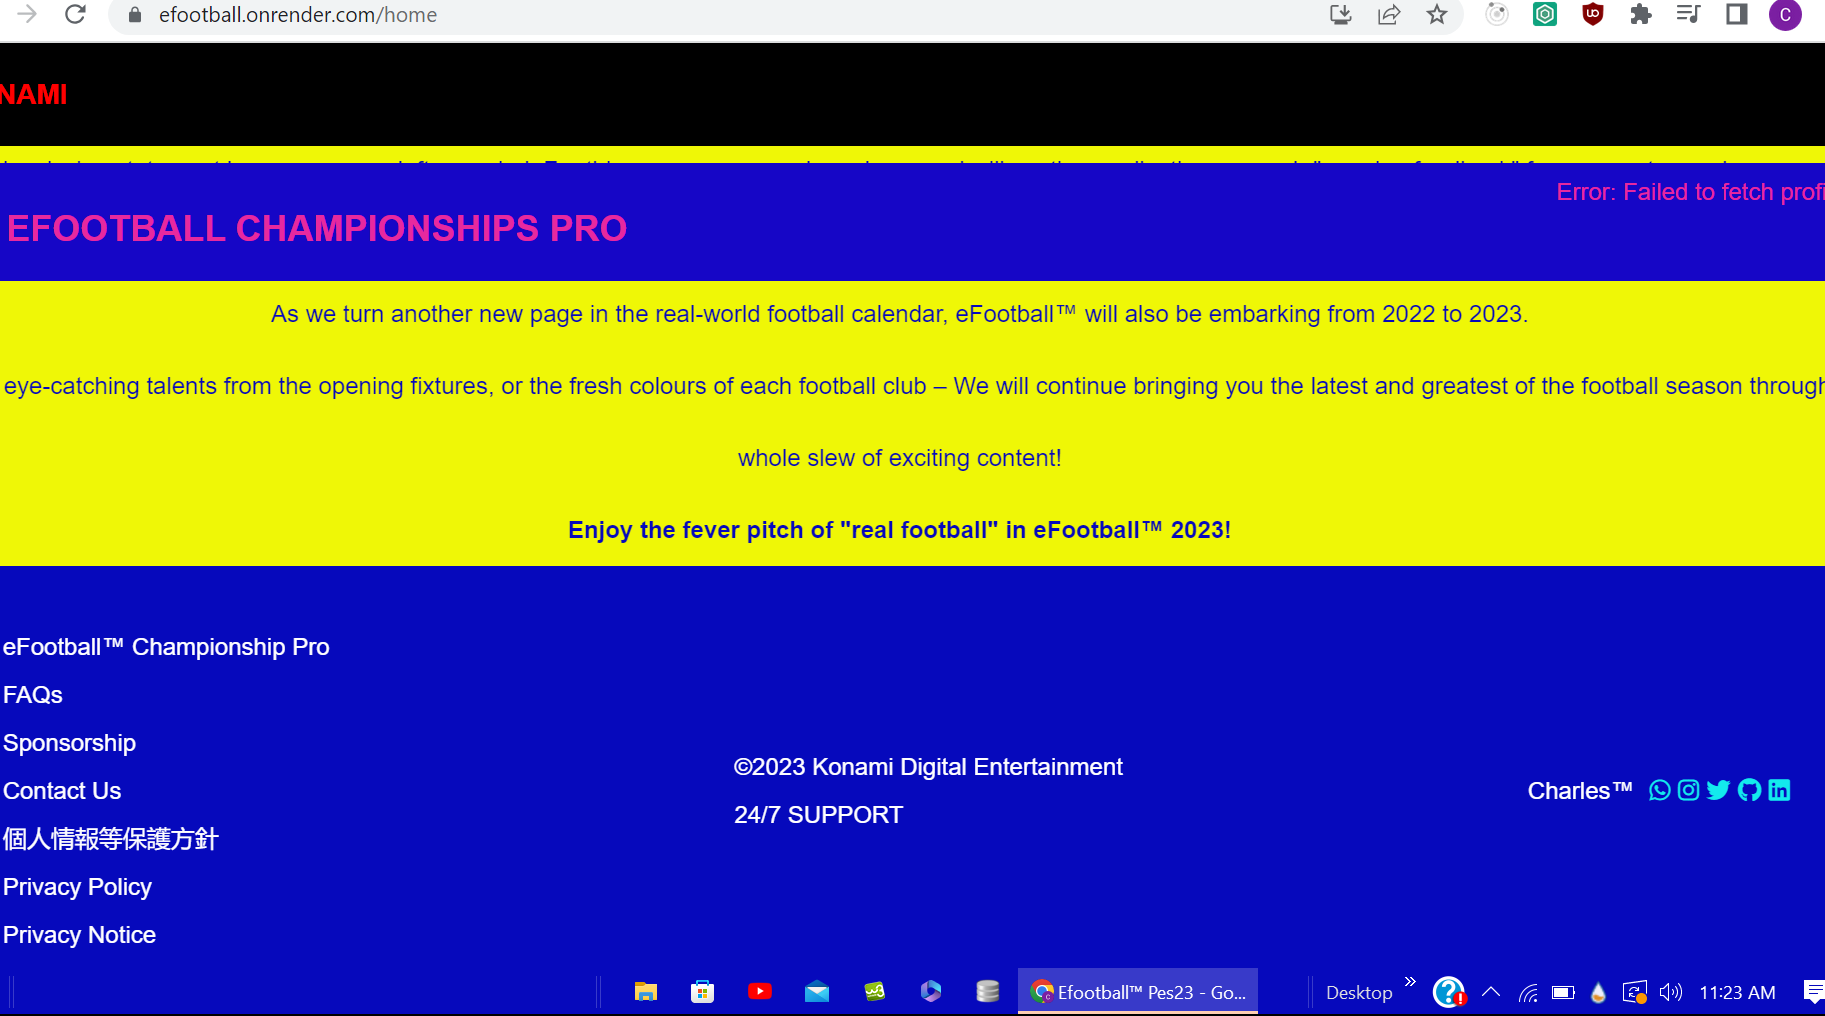 efootball.onrender.com/home
C
NAMI
Error: Failed to fetch profi
EFOOTBALL CHAMPIONSHIPS PRO
As we turn another new page in the real-world football calendar, eFootball™ will also be embarking from 2022 to 2023.
eye-catching talents from the opening fixtures, or the fresh colours of each football club – We will continue bringing you the latest and greatest of the football season through
whole slew of exciting content!
Enjoy the fever pitch of "real football" in eFootball™ 2023!
eFootball™ Championship Pro
FAQs
Sponsorship
Contact Us
個人情報等保護方針
Privacy Policy
Privacy Notice
©2023 Konami Digital Entertainment
24/7 SUPPORT
Charles™
Efootball™ Pes23 - Go...
Desktop
11:23 AM